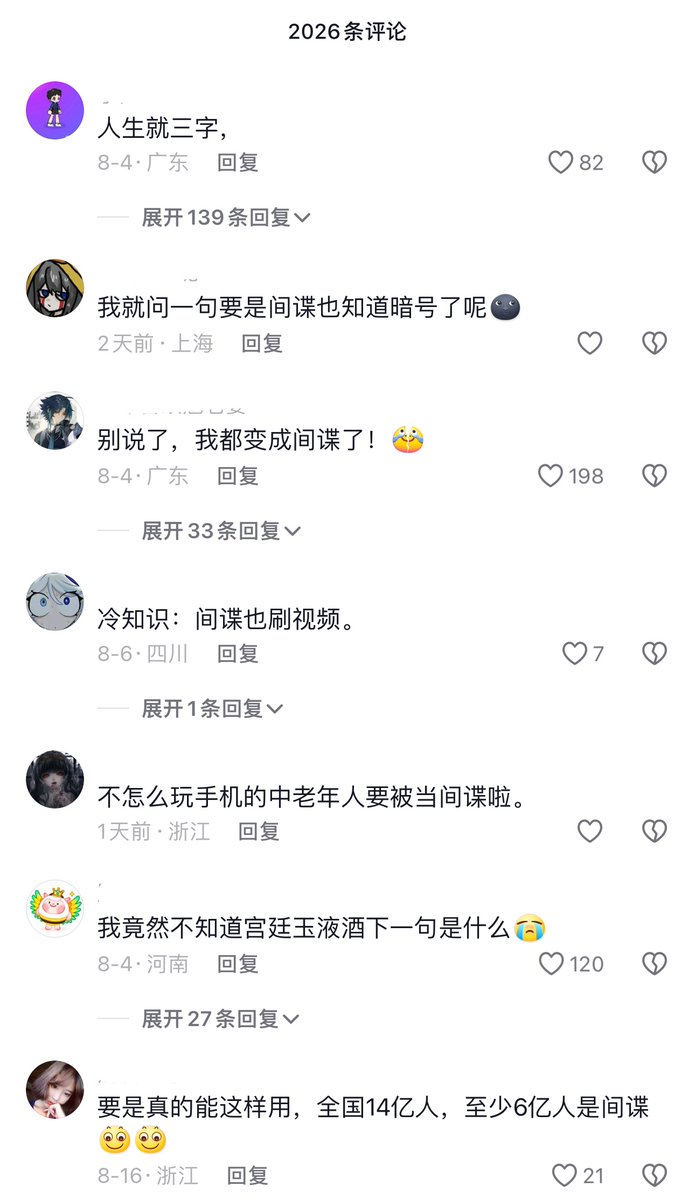 2026条评论
人生就三字，
8-4·广东 回复
82
展开139条回复
我就问一句要是间谍也知道暗号了呢🌚
2天前·上海 回复
别说了，我都变成间谍了！😂
8-4·广东 回复
198
展开33条回复
冷知识：间谍也刷视频。
8-6·四川 回复
7
展开1条回复
不怎么玩手机的中老年人要被当间谍啦。
1天前·浙江 回复
我竟然不知道宫廷玉液酒下一句是什么😭
8-4·河南 回复
120
展开27条回复
要是真的能这样用，全国14亿人，至少6亿人是间谍
8-16·浙江 回复
21